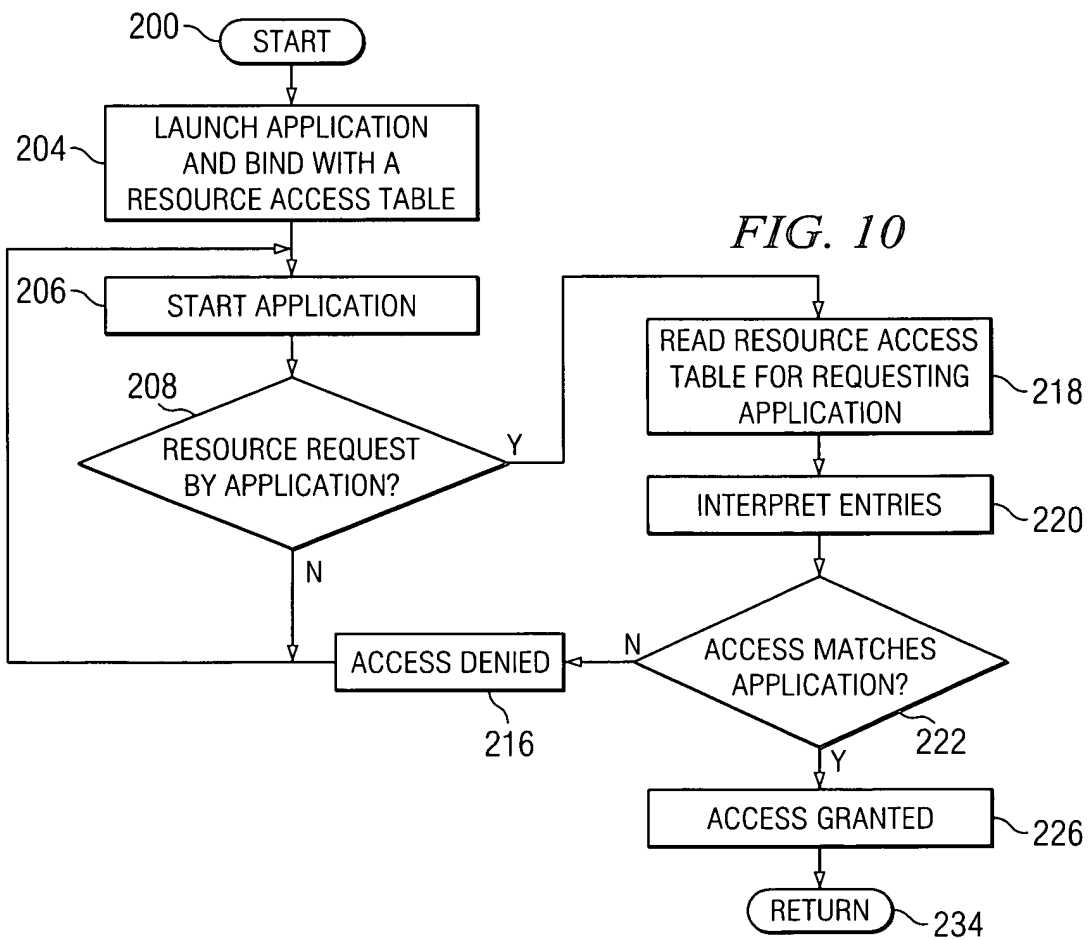 200
START
204
LAUNCH APPLICATION
AND BIND WITH A
RESOURCE ACCESS TABLE
FIG. 10
206
START APPLICATION
READ RESOURCE ACCESS
TABLE FOR REQUESTING
APPLICATION
218
208
RESOURCE REQUEST
BY APPLICATION?
Y
N
INTERPRET ENTRIES
220
ACCESS MATCHES
APPLICATION?
222
N
Y
ACCESS DENIED
216
ACCESS GRANTED
226
RETURN
234